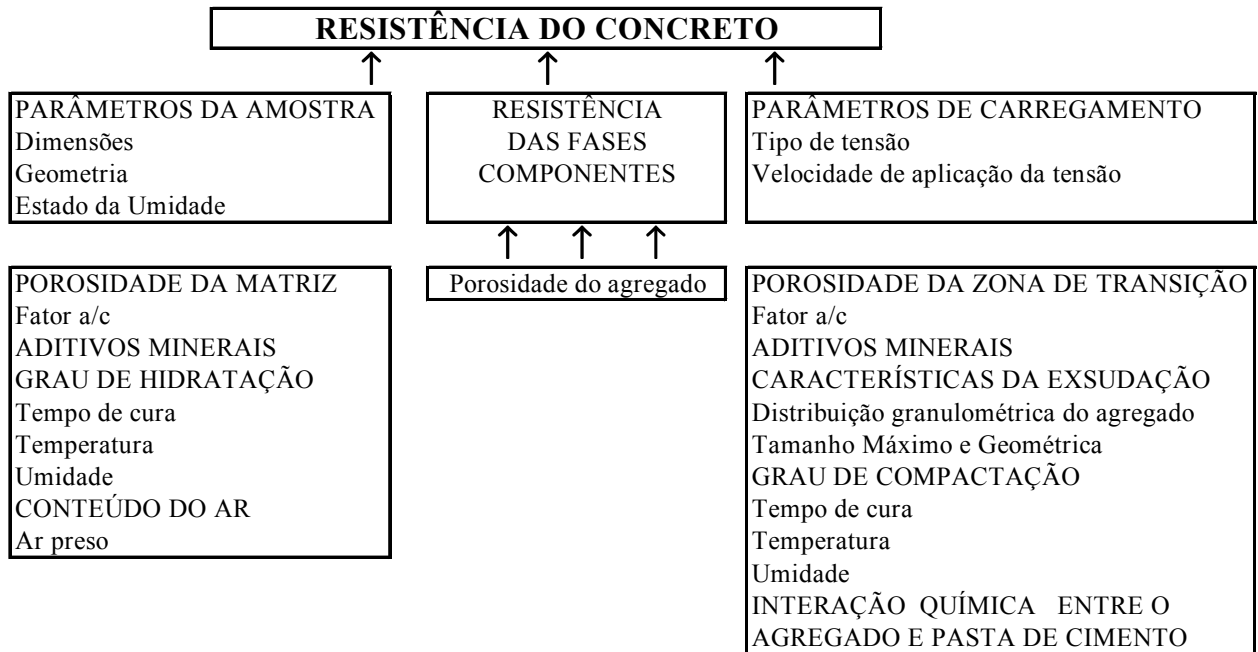 RESISTÊNCIA DO CONCRETO
PARÂMETROS DA AMOSTRA
Dimensões
Geometria
Estado da Umidade
RESISTÊNCIA
DAS FASES
COMPONENTES
PARÂMETROS DE CARREGAMENTO
Tipo de tensão
Velocidade de aplicação da tensão
POROSIDADE DA MATRIZ
Fator a/c
ADITIVOS MINERAIS
GRAU DE HIDRATAÇÃO
Tempo de cura
Temperatura
Umidade
CONTEÚDO DO AR
Ar preso
Porosidade do agregado
POROSIDADE DA ZONA DE TRANSIÇÃO
Fator a/c
ADITIVOS MINERAIS
CARACTERÍSTICAS DA EXSUDAÇÃO
Distribuição granulométrica do agregado
Tamanho Máximo e Geométrica
GRAU DE COMPACTAÇÃO
Tempo de cura
Temperatura
Umidade
INTERAÇÃO QUÍMICA ENTRE O
AGREGADO E PASTA DE CIMENTO